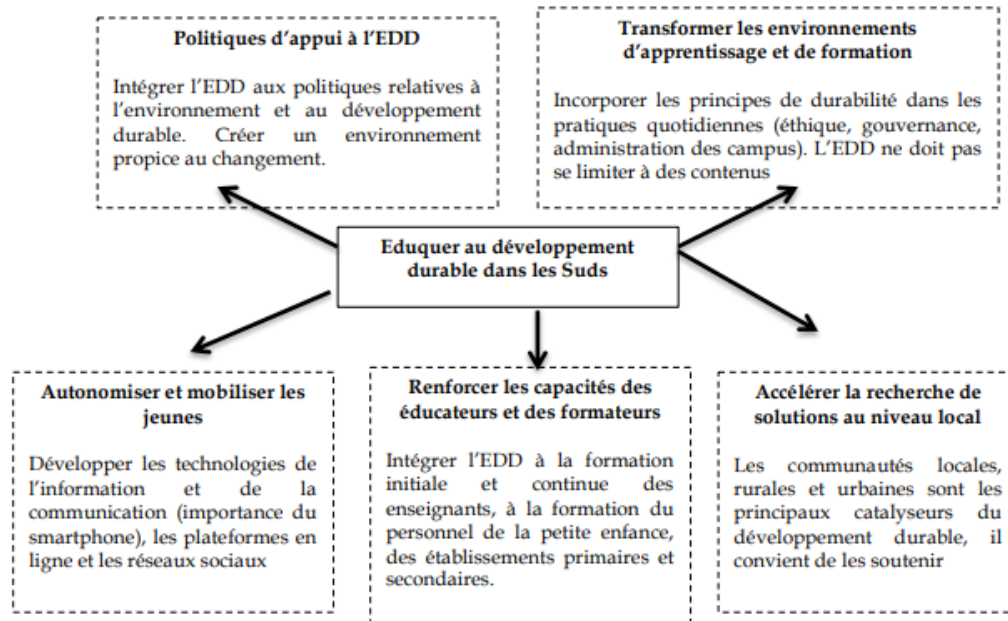 Politiques d’appui à l’EDD
Intégrer l’EDD aux politiques relatives à
l’environnement et au développement
durable. Créer un environnement
propice au changement.
Transformer les environnements
d’apprentissage et de formation
Incorporer les principes de durabilité dans les
pratiques quotidiennes (éthique, gouvernance,
administration des campus). L’EDD ne doit pas
se limiter à des contenus
Eduquer au développement
durable dans les Suds
Autonomiser et mobiliser les
jeunes
Développer les technologies de
l’information et de la
communication (importance du
smartphone), les plateformes en
ligne et les réseaux sociaux
Renforcer les capacités des
éducateurs et des formateurs
Intégrer l’EDD à la formation
initiale et continue des
enseignants, à la formation du
personnel de la petite enfance,
des établissements primaires et
secondaires.
Accélérer la recherche de
solutions au niveau local
Les communautés locales,
rurales et urbaines sont les
principaux catalyseurs du
développement durable, il
convient de les soutenir